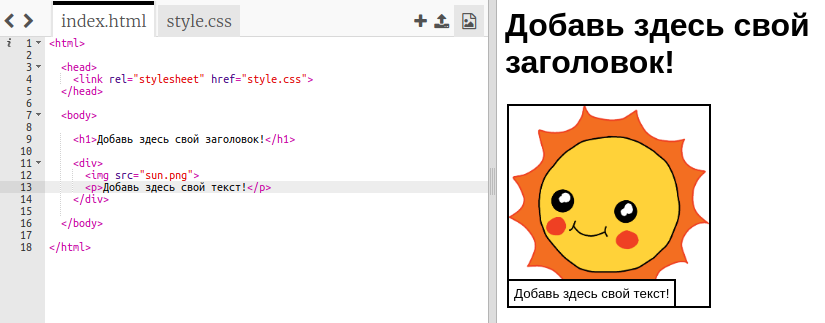 index.html style.css
i 1 <html>
2
3 <head>
4 <link rel="stylesheet" href="style.css">
5 </head>
6
7 <body>
8
9 <h1>Добавь здесь свой заголовок!</h1>
10
11 <div>
12 <img src="sun.png">
13 <p>Добавь здесь свой текст!</p>
14 </div>
15
16 </body>
17
18 </html>
Добавь здесь свой
заголовок!
Добавь здесь свой текст!